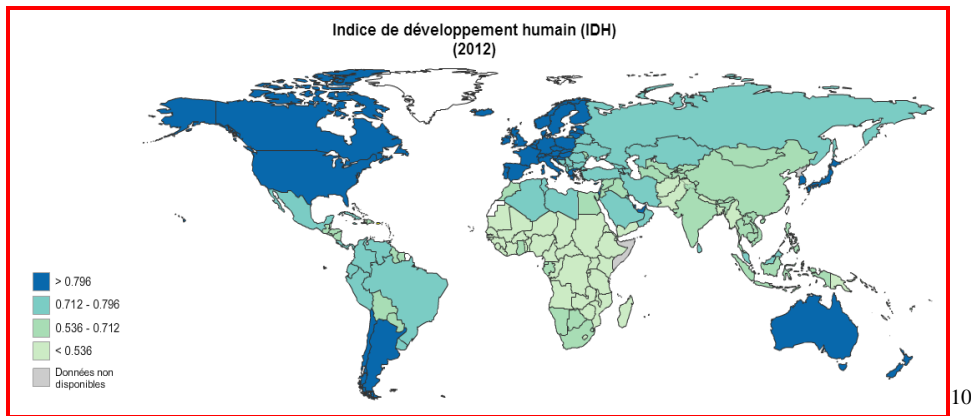 Indice de développement humain (IDH)
(2012)
> 0.796
0.712 - 0.796
0.536 - 0.712
< 0.536
Données non
disponibles
10